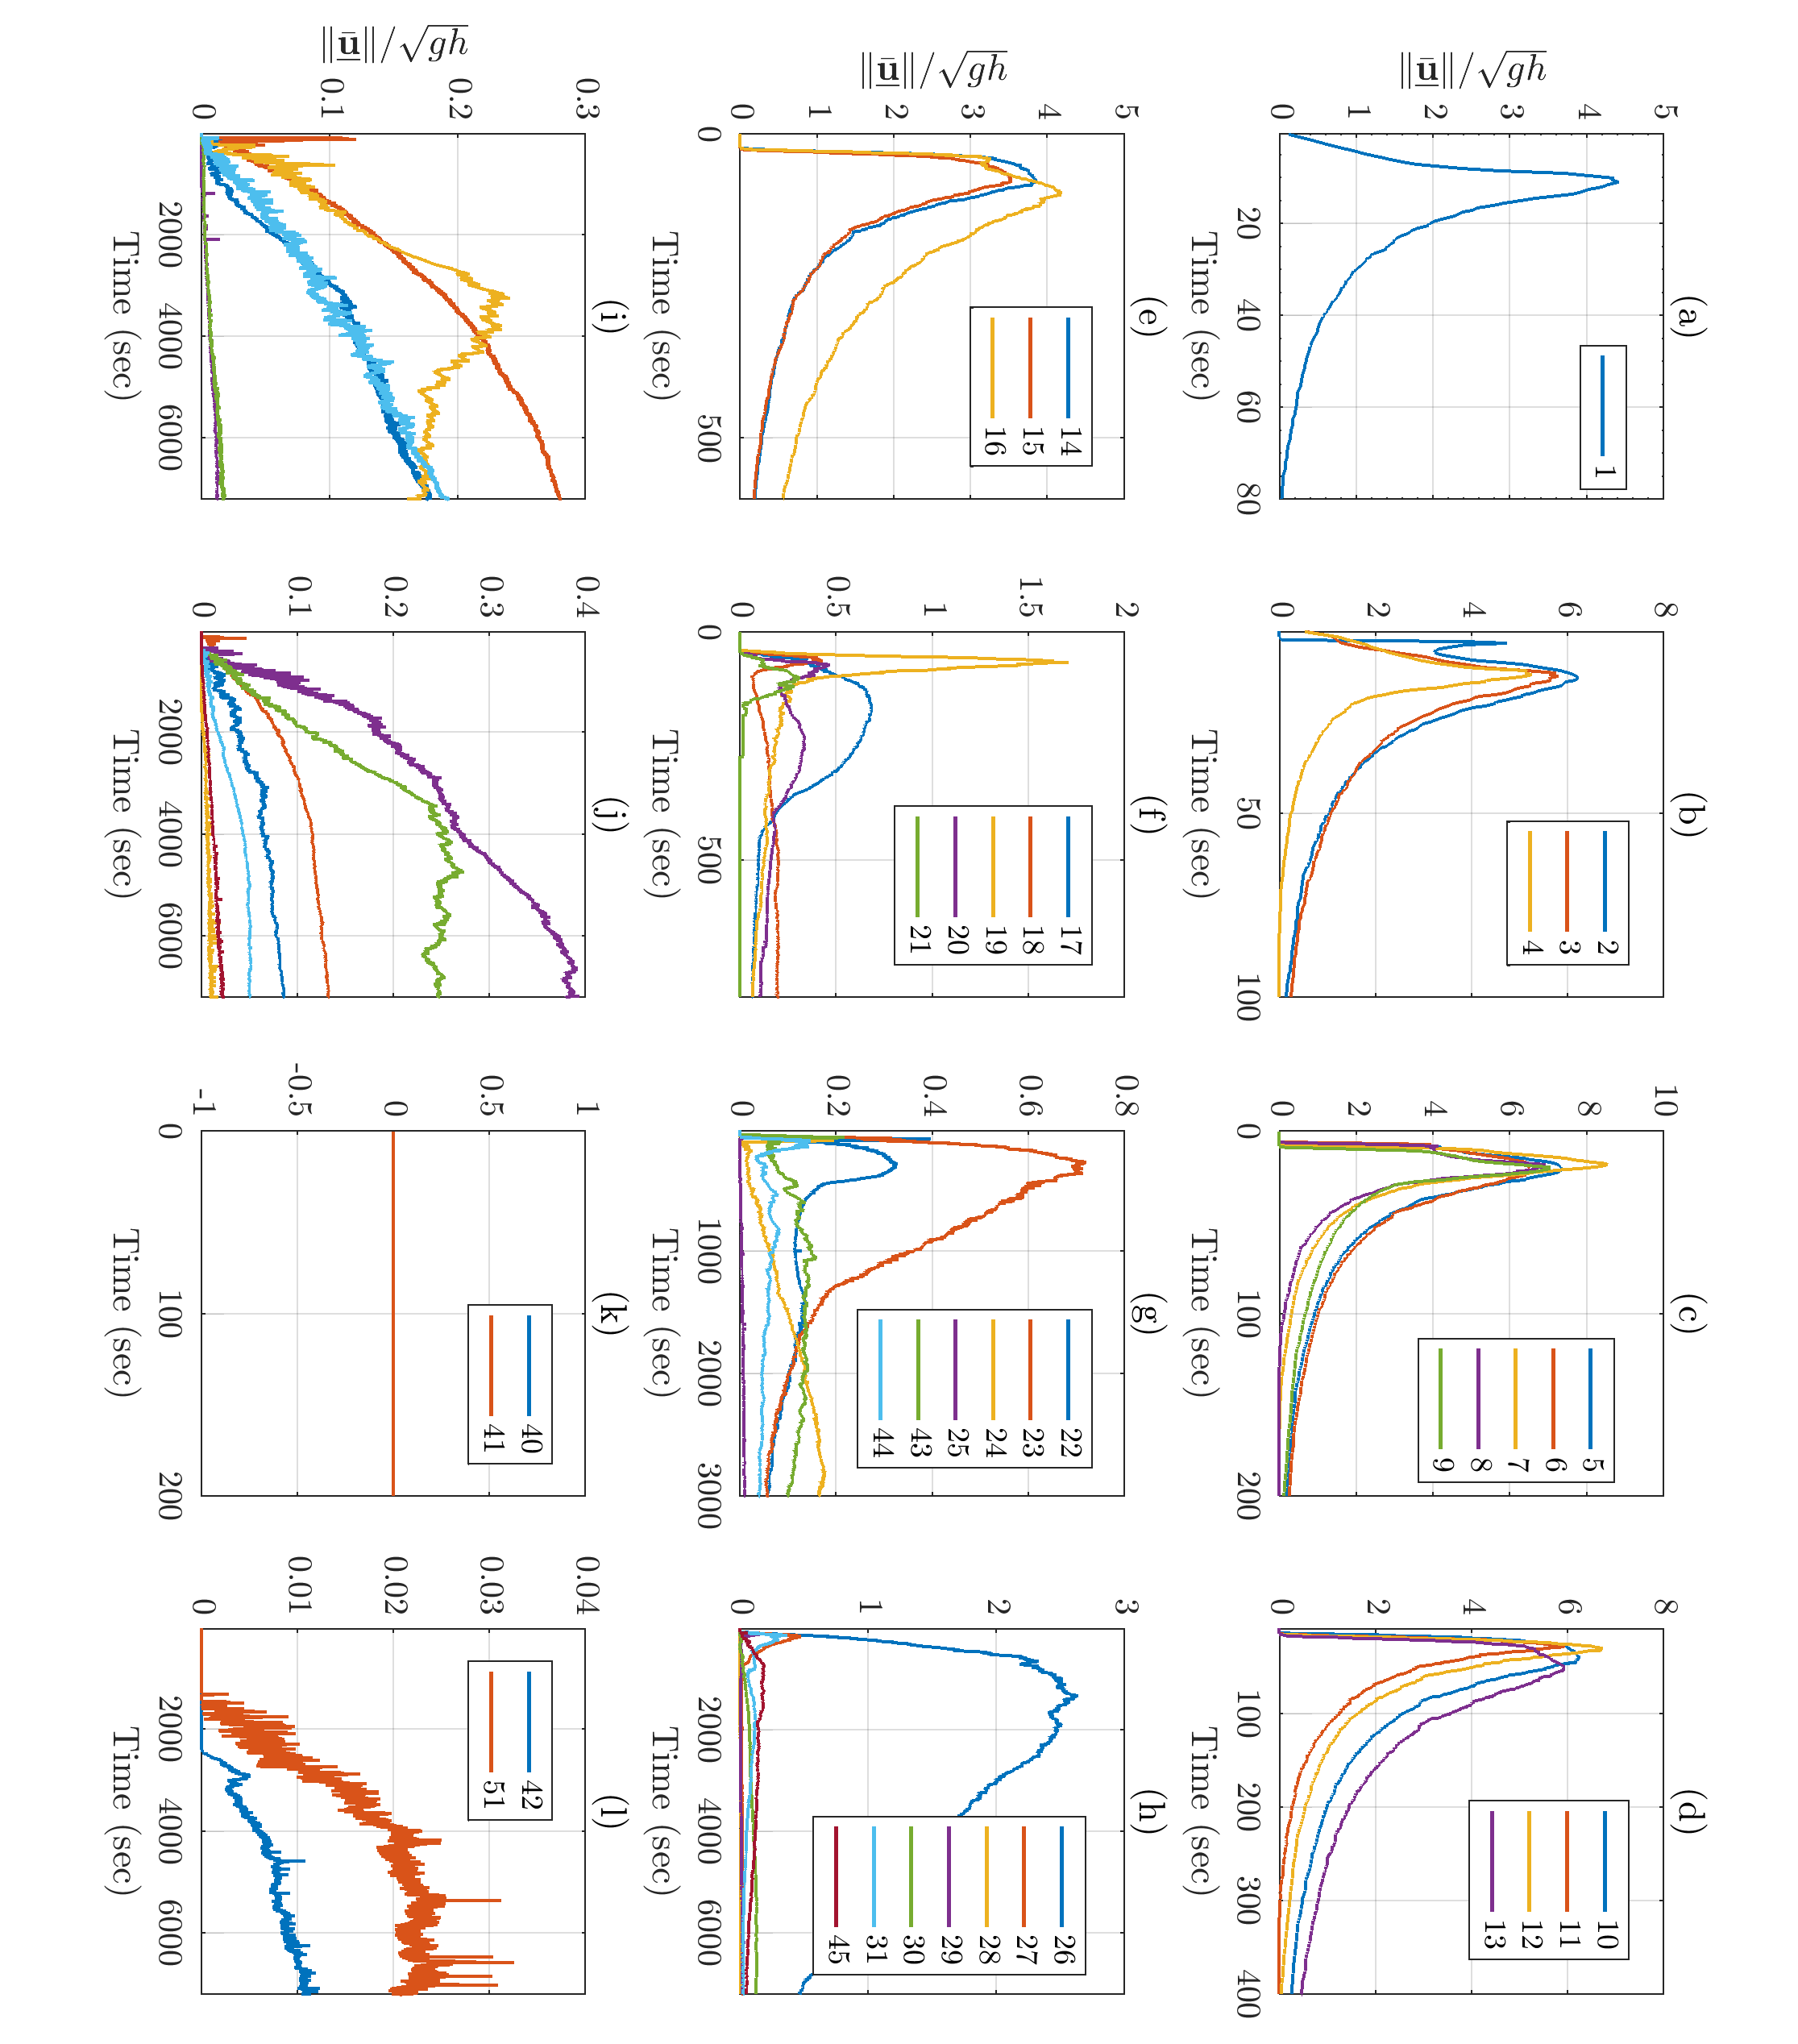 (a)
‖ū‖/√gh
5
4
3
2
1
0
20 40 60 80
Time (sec)
1
(b)
8
6
4
2
0
50 100
Time (sec)
2
3
4
(c)
10
8
6
4
2
0
0 100 200
Time (sec)
5
6
7
8
9
(d)
8
6
4
2
0
100 200 300 400
Time (sec)
10
11
12
13
(e)
‖ū‖/√gh
5
4
3
2
1
0
0 500
Time (sec)
14
15
16
(f)
2
1.5
1
0.5
0
0 500
Time (sec)
17
18
19
20
21
(g)
0.8
0.6
0.4
0.2
0
1000 2000 3000
Time (sec)
22
23
24
25
43
44
(h)
3
2
1
0
2000 4000 6000
Time (sec)
26
27
28
29
30
31
45
(i)
‖ū‖/√gh
0.3
0.2
0.1
0
2000 4000 6000
Time (sec)
(j)
0.4
0.3
0.2
0.1
0
2000 4000 6000
Time (sec)
(k)
1
0.5
0
-0.5
-1
0 100 200
Time (sec)
40
41
(l)
0.04
0.03
0.02
0.01
0
2000 4000 6000
Time (sec)
42
51